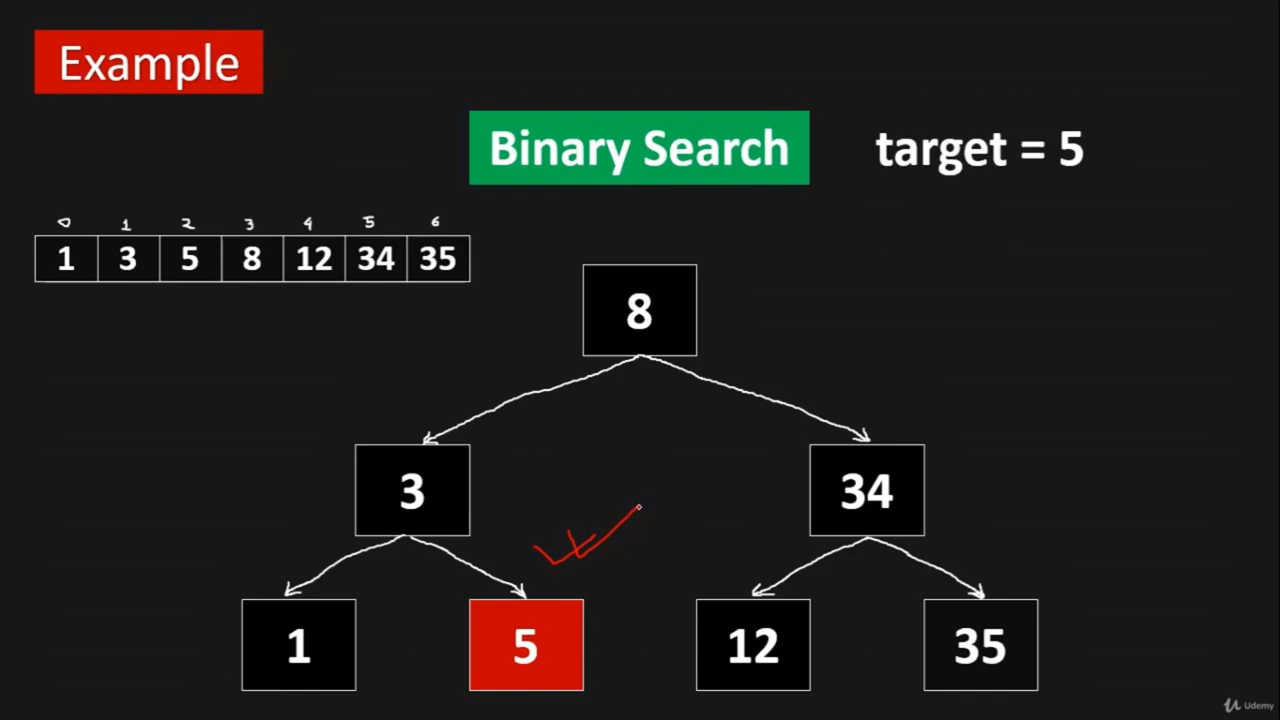 Example
Binary Search target = 5
0 1 2 3 4 5 6
1 3 5 8 12 34 35
8
3 34
1 5 12 35
Udemy